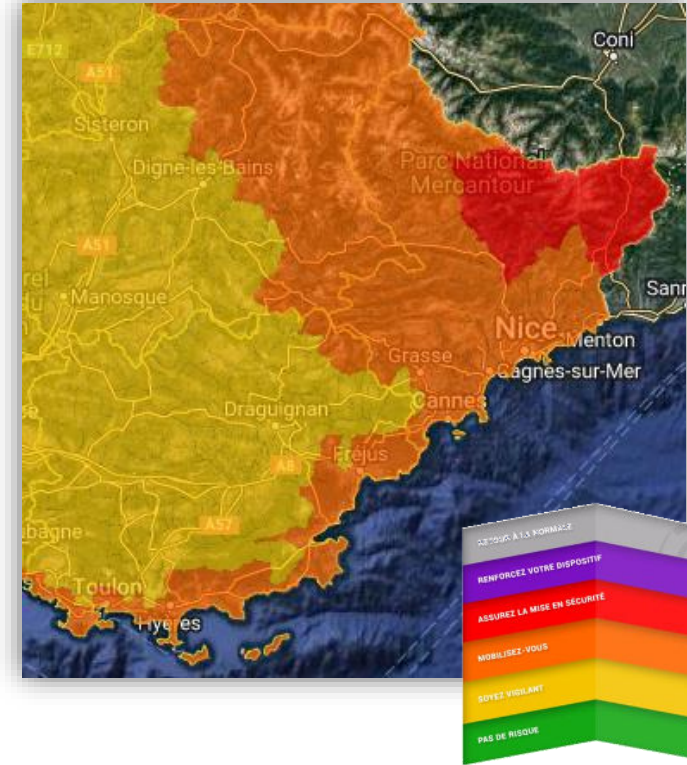 Coni
E712
A51
Sisteron
Parc National
Mercantour
Digne-les-Bains
A51
Manosque
Nice
Menton
Grasse
Cagnes-sur-Mer
Cannes
Draguignan
Fréjus
A8
A57
Toulon
Hyères
RETOUR À LA NORMALE
RENFORCEZ VOTRE DISPOSITIF
ASSUREZ LA MISE EN SÉCURITÉ
MOBILISEZ-VOUS
SOYEZ VIGILANT
PAS DE RISQUE